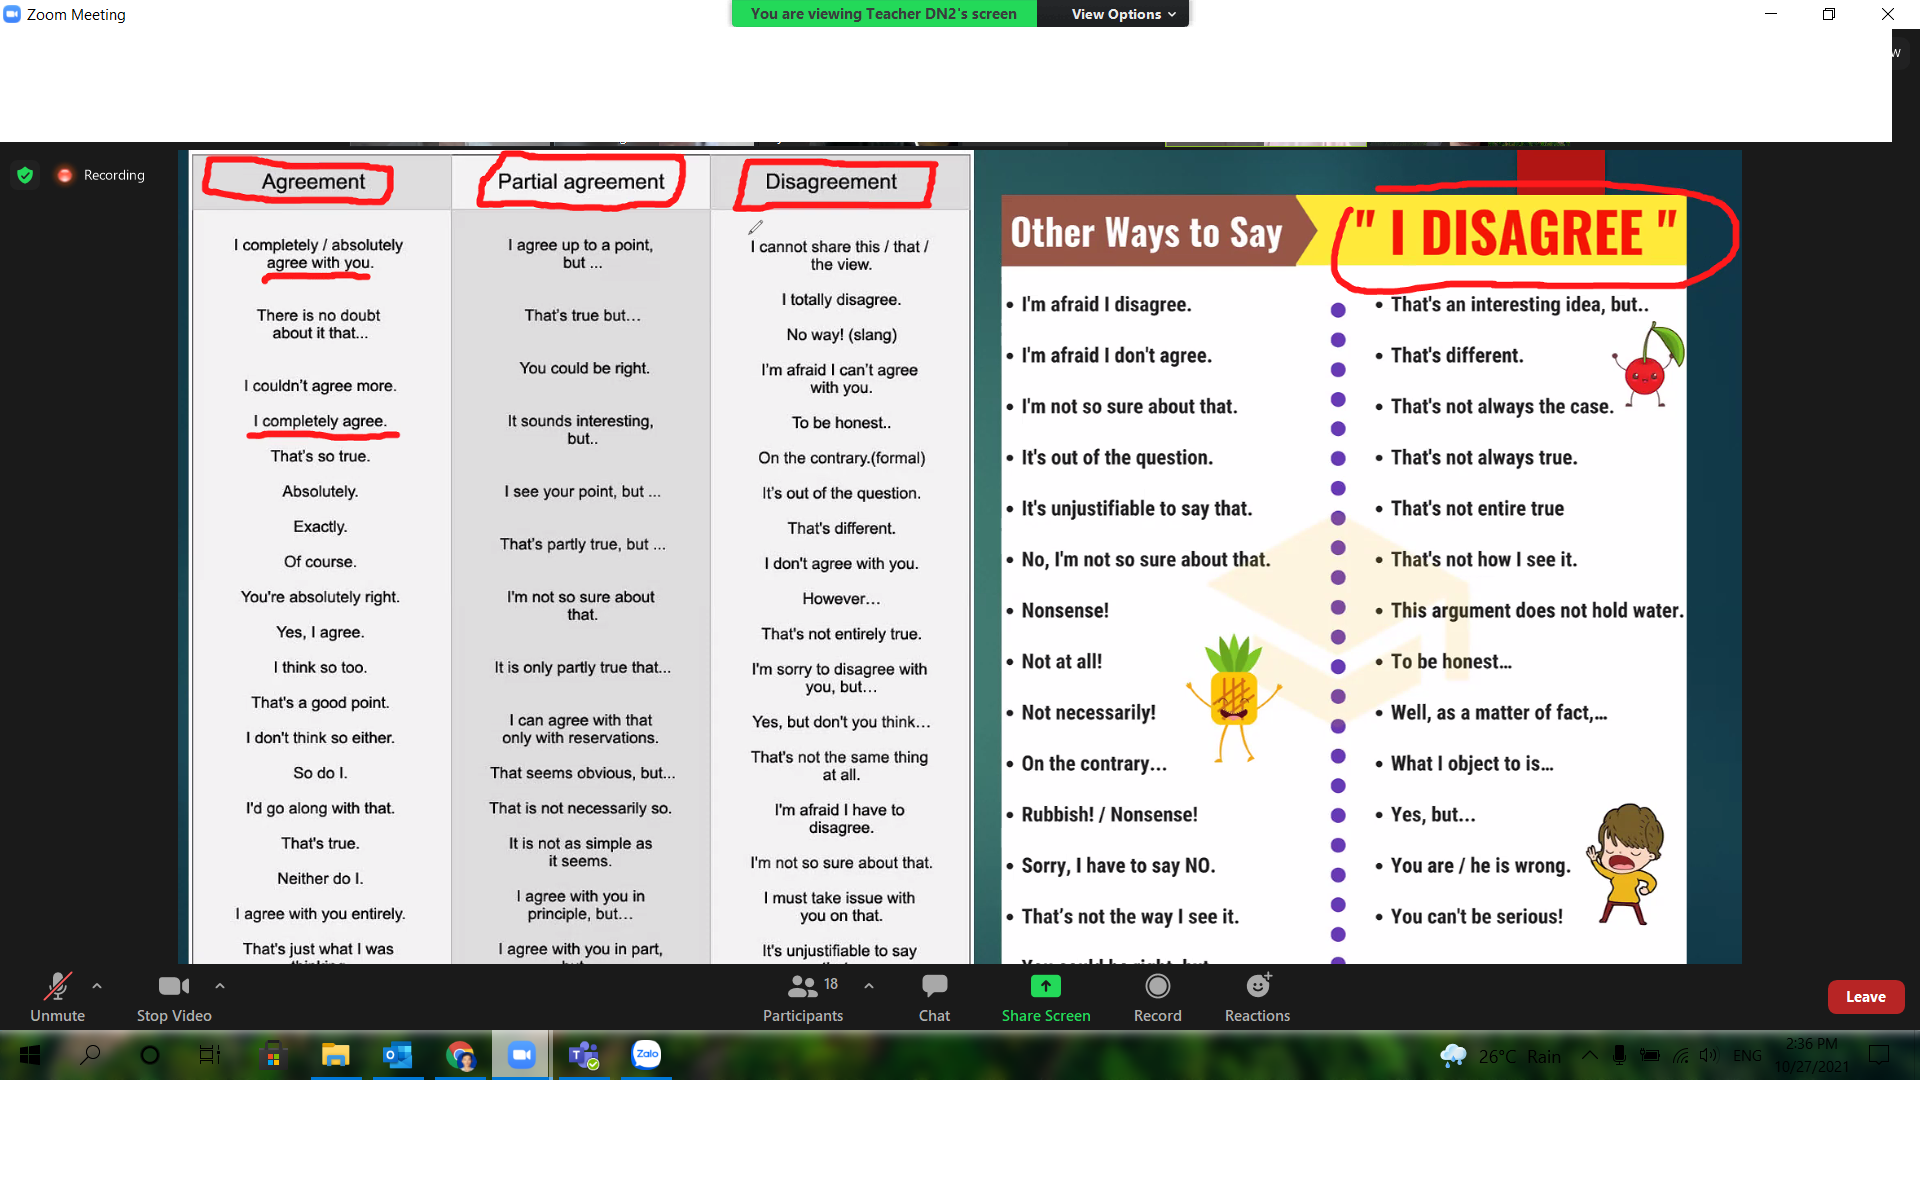 Zoom Meeting
You are viewing Teacher DN2's screen
View Options
Recording
Agreement
I completely / absolutely
agree with you.
There is no doubt
about it that...
I couldn't agree more.
I completely agree.
That's so true.
Absolutely.
Exactly.
Of course.
You're absolutely right.
Yes, I agree.
I think so too.
That's a good point.
I don't think so either.
So do I.
I'd go along with that.
That's true.
Neither do I.
I agree with you entirely.
That's just what I was
Partial agreement
I agree up to a point,
but ...
That's true but...
You could be right.
It sounds interesting,
but..
I see your point, but ...
That's partly true, but ...
I'm not so sure about
that.
It is only partly true that...
I can agree with that
only with reservations.
That seems obvious, but...
That is not necessarily so.
It is not as simple as
it seems.
I agree with you in
principle, but...
I agree with you in part,
Disagreement
I cannot share this / that /
the view.
I totally disagree.
No way! (slang)
I'm afraid I can't agree
with you.
To be honest..
On the contrary.(formal)
It's out of the question.
That's different.
I don't agree with you.
However...
That's not entirely true.
I'm sorry to disagree with
you, but...
Yes, but don't you think...
That's not the same thing
at all.
I'm afraid I have to
disagree.
I'm not so sure about that.
I must take issue with
you on that.
It's unjustifiable to say
Other Ways to Say
" I DISAGREE "
• I'm afraid I disagree.
• I'm afraid I don't agree.
• I'm not so sure about that.
• It's out of the question.
• It's unjustifiable to say that.
• No, I'm not so sure about that.
• Nonsense!
• Not at all!
• Not necessarily!
• On the contrary...
• Rubbish! / Nonsense!
• Sorry, I have to say NO.
• That's not the way I see it.
• That's an interesting idea, but..
• That's different.
• That's not always the case.
• That's not always true.
• That's not entire true
• That's not how I see it.
• This argument does not hold water.
• To be honest...
• Well, as a matter of fact,...
• What I object to is...
• Yes, but...
• You are / he is wrong.
• You can't be serious!
Unmute
Stop Video
18
Participants
Chat
Share Screen
Record
Reactions
Leave
Zalo
26°C Rain
ENG
2:36 PM
10/27/2021